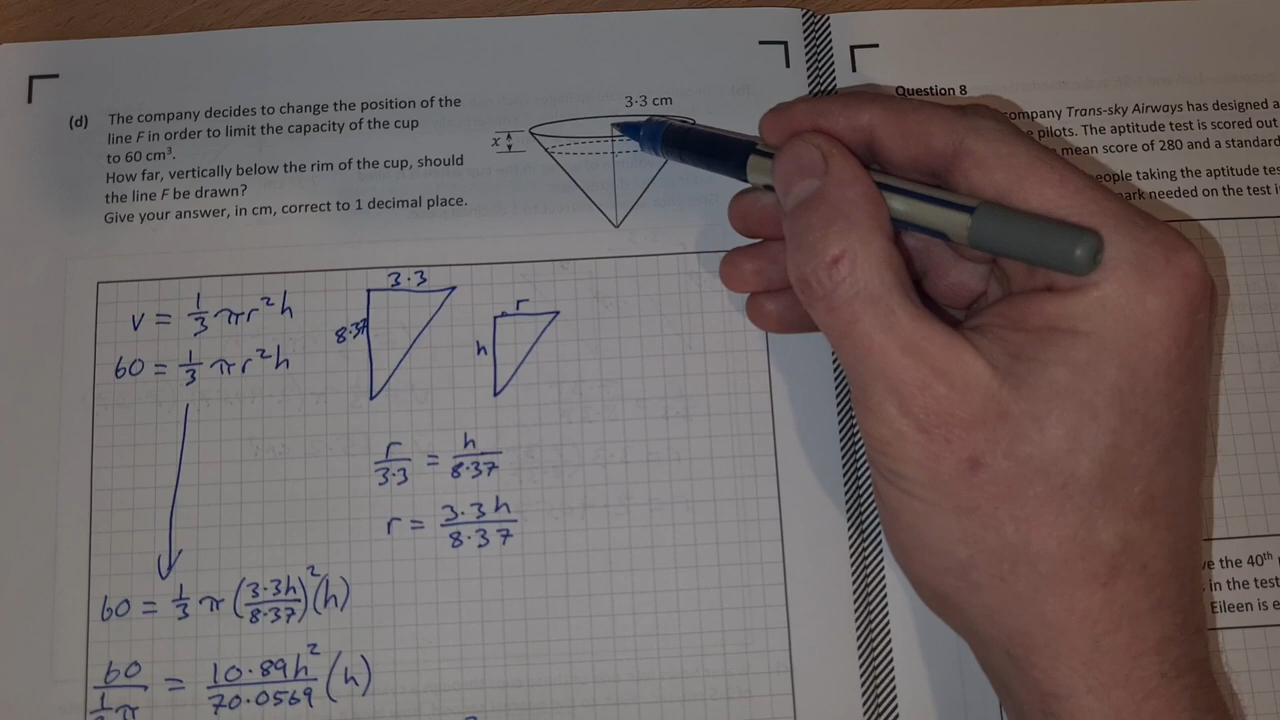 (d) The company decides to change the position of the
line F in order to limit the capacity of the cup
to 60 cm³.
How far, vertically below the rim of the cup, should
the line F be drawn?
Give your answer, in cm, correct to 1 decimal place.
3·3 cm
x
V = 1/3 πr²h
60 = 1/3 πr²h
3·3
8·37
r
h
r/3·3 = h/8·37
r = 3·3h/8·37
60 = 1/3 π (3·3h/8·37)² (h)
60/(1/3 π) = 10·89h²/70·0569 (h)
Question 8
company Trans-sky Airways has designed a
pilots. The aptitude test is scored out
mean score of 280 and a standard
people taking the aptitude
mark needed on the test
the 40th
in the test
Eileen is